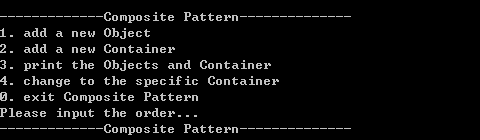 -------------Composite Pattern--------------
1. add a new Object
2. add a new Container
3. print the Objects and Container
4. change to the specific Container
0. exit Composite Pattern
Please input the order...
-------------Composite Pattern--------------